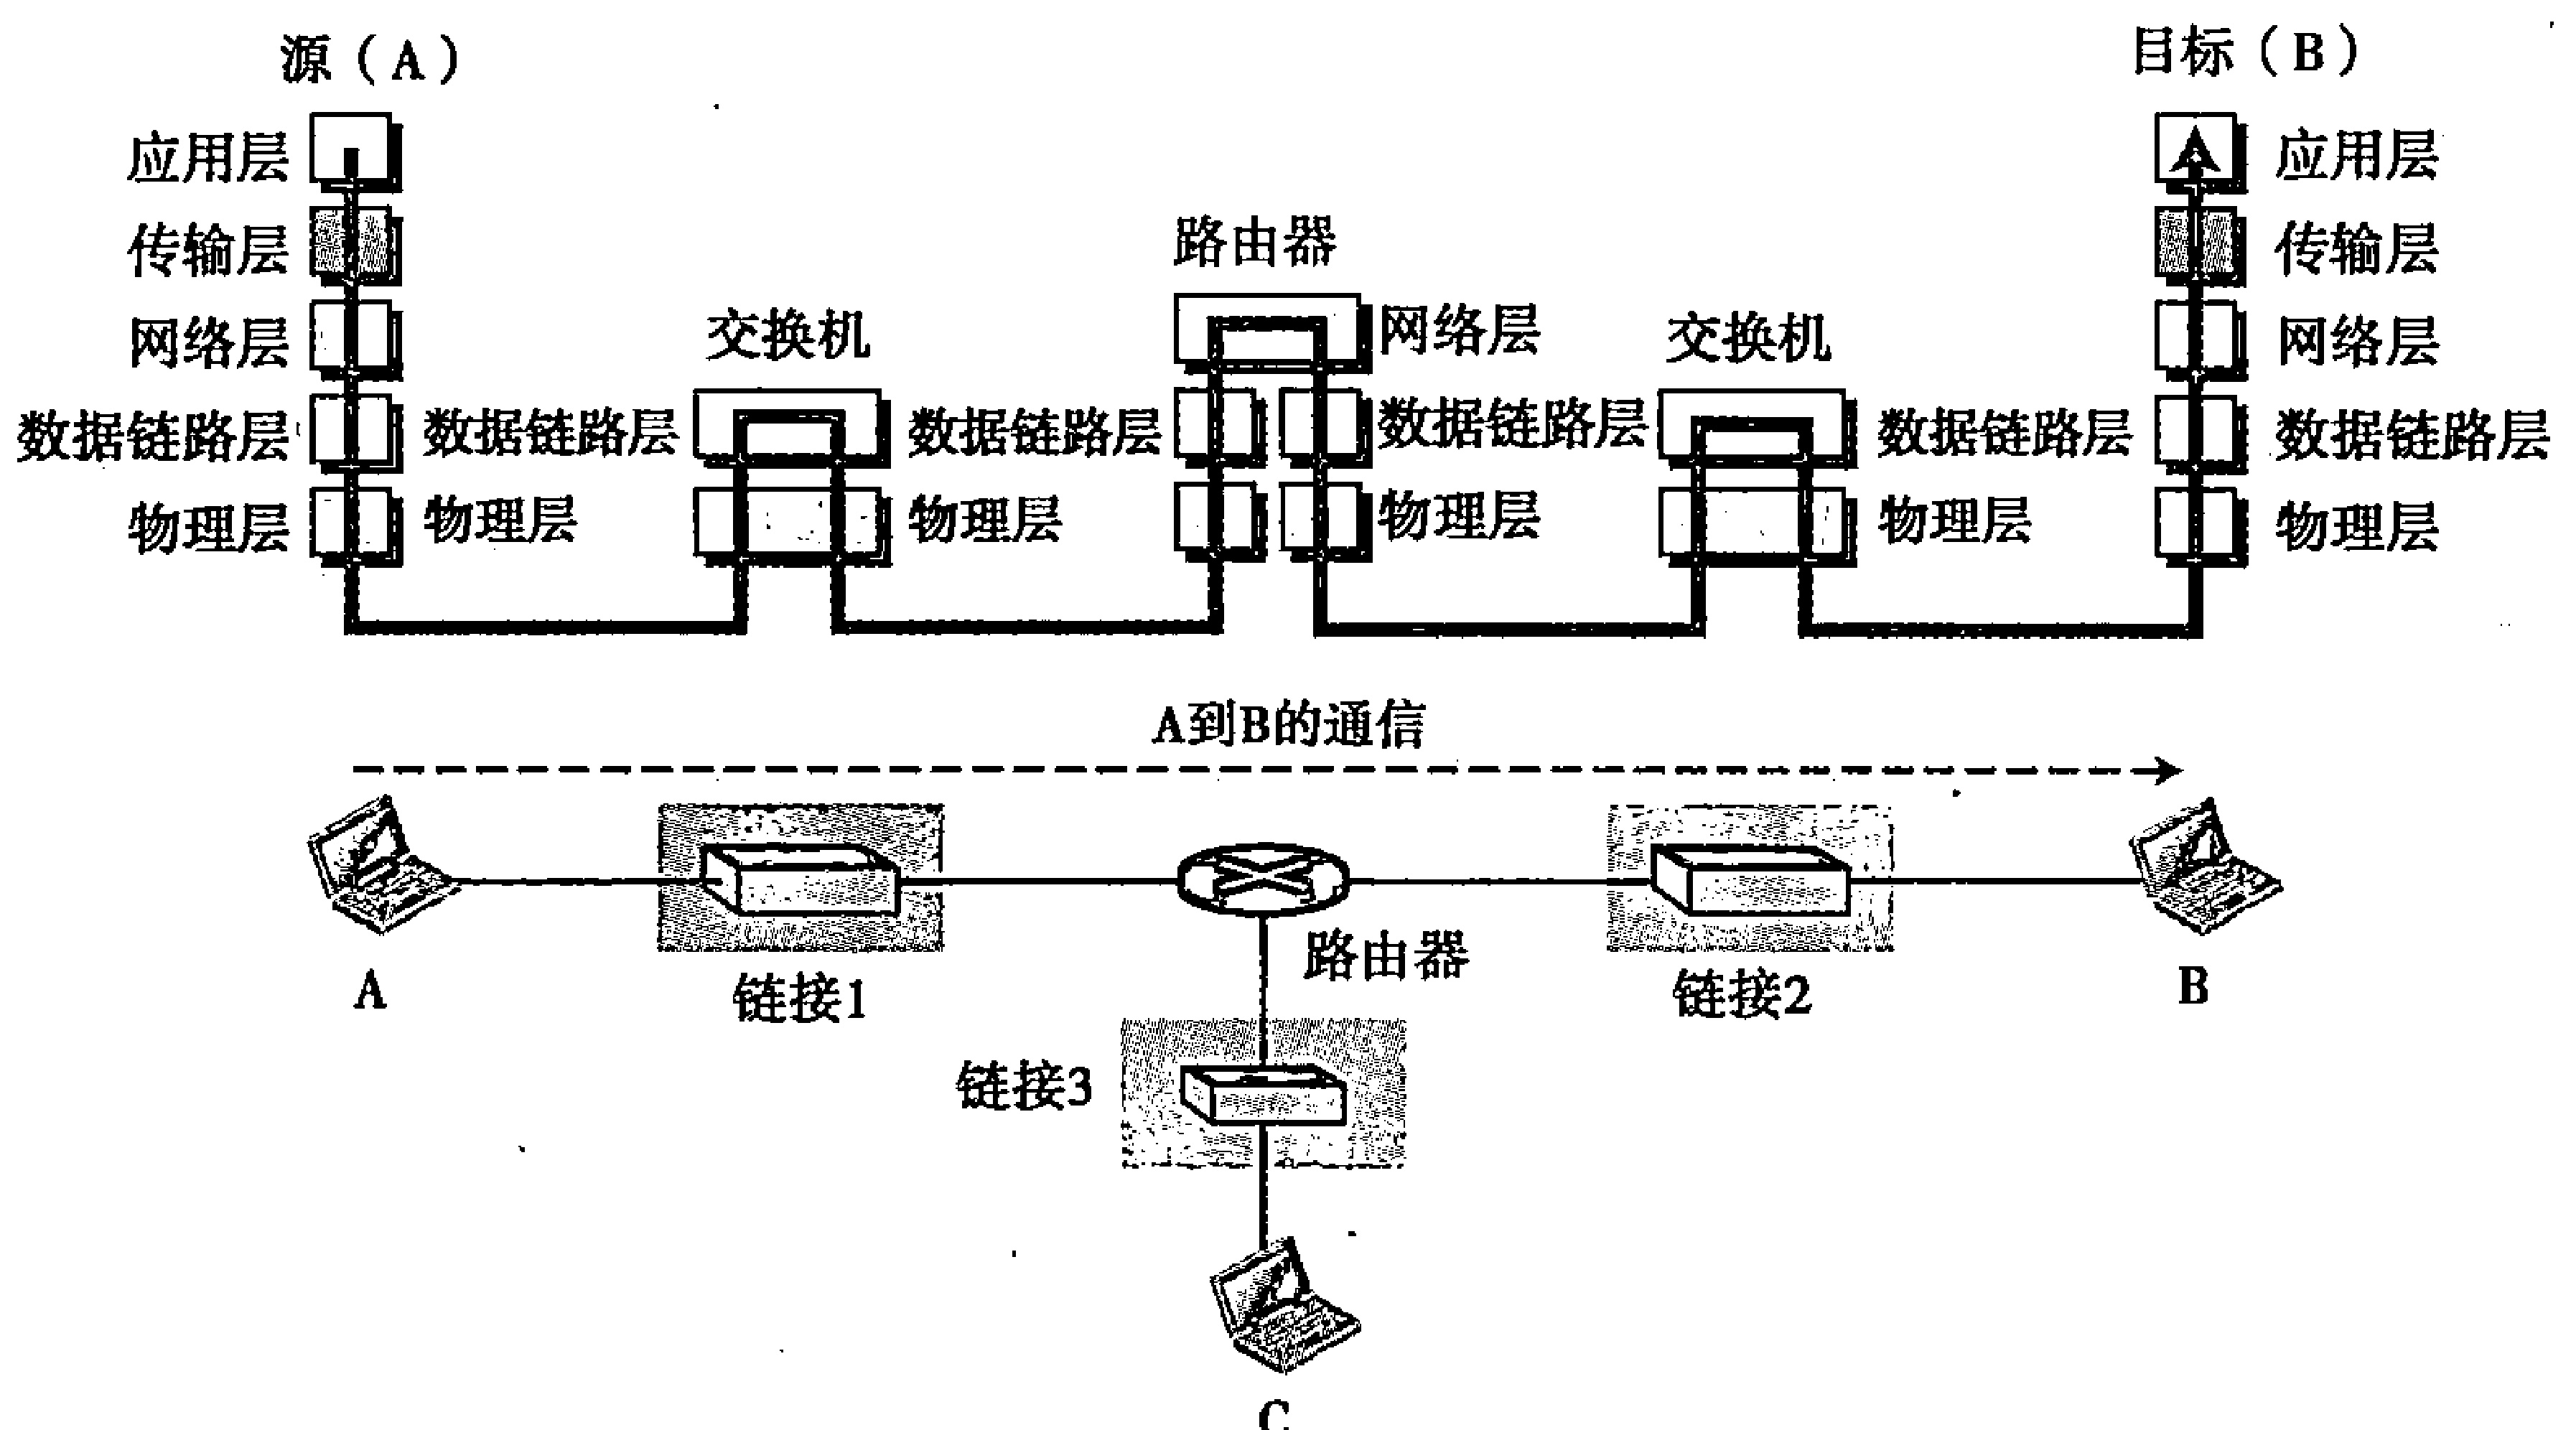 源（A）
目标（B）
应用层
应用层
传输层
传输层
路由器
网络层
交换机
网络层
交换机
网络层
数据链路层
数据链路层
数据链路层
数据链路层
数据链路层
数据链路层
物理层
物理层
物理层
物理层
物理层
物理层
A到B的通信
A
链接1
路由器
链接2
B
链接3
C